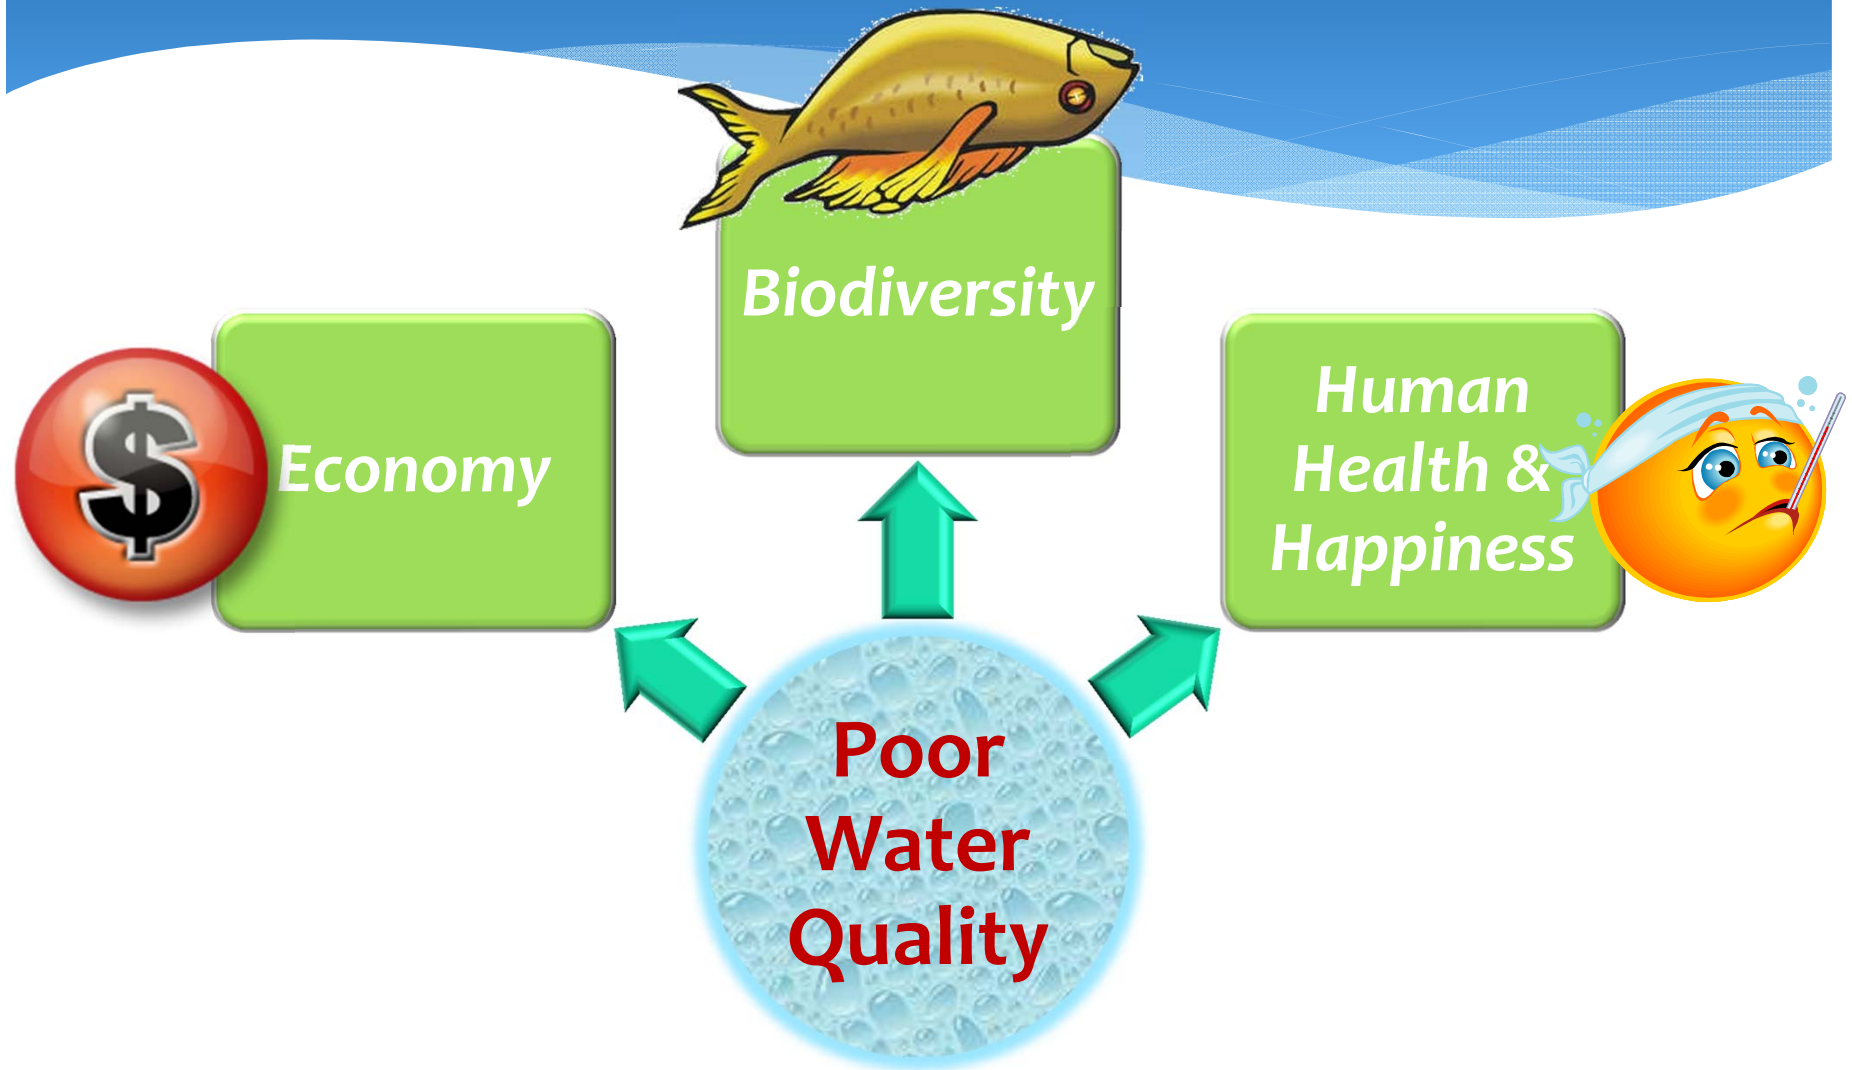 Biodiversity
Economy
Human
Health &
Happiness
Poor
Water
Quality
$